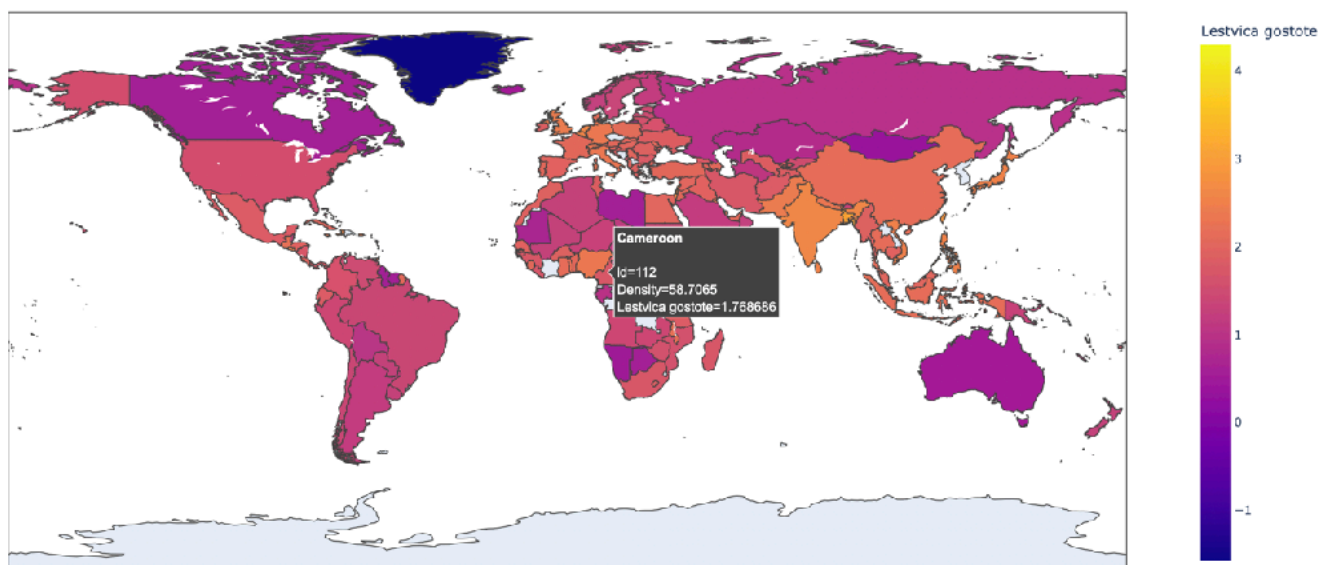 Lestvica gostote
4
3
2
1
0
−1
Cameroon
Id=112
Density=58.7065
Lestvica gostote=1.768686